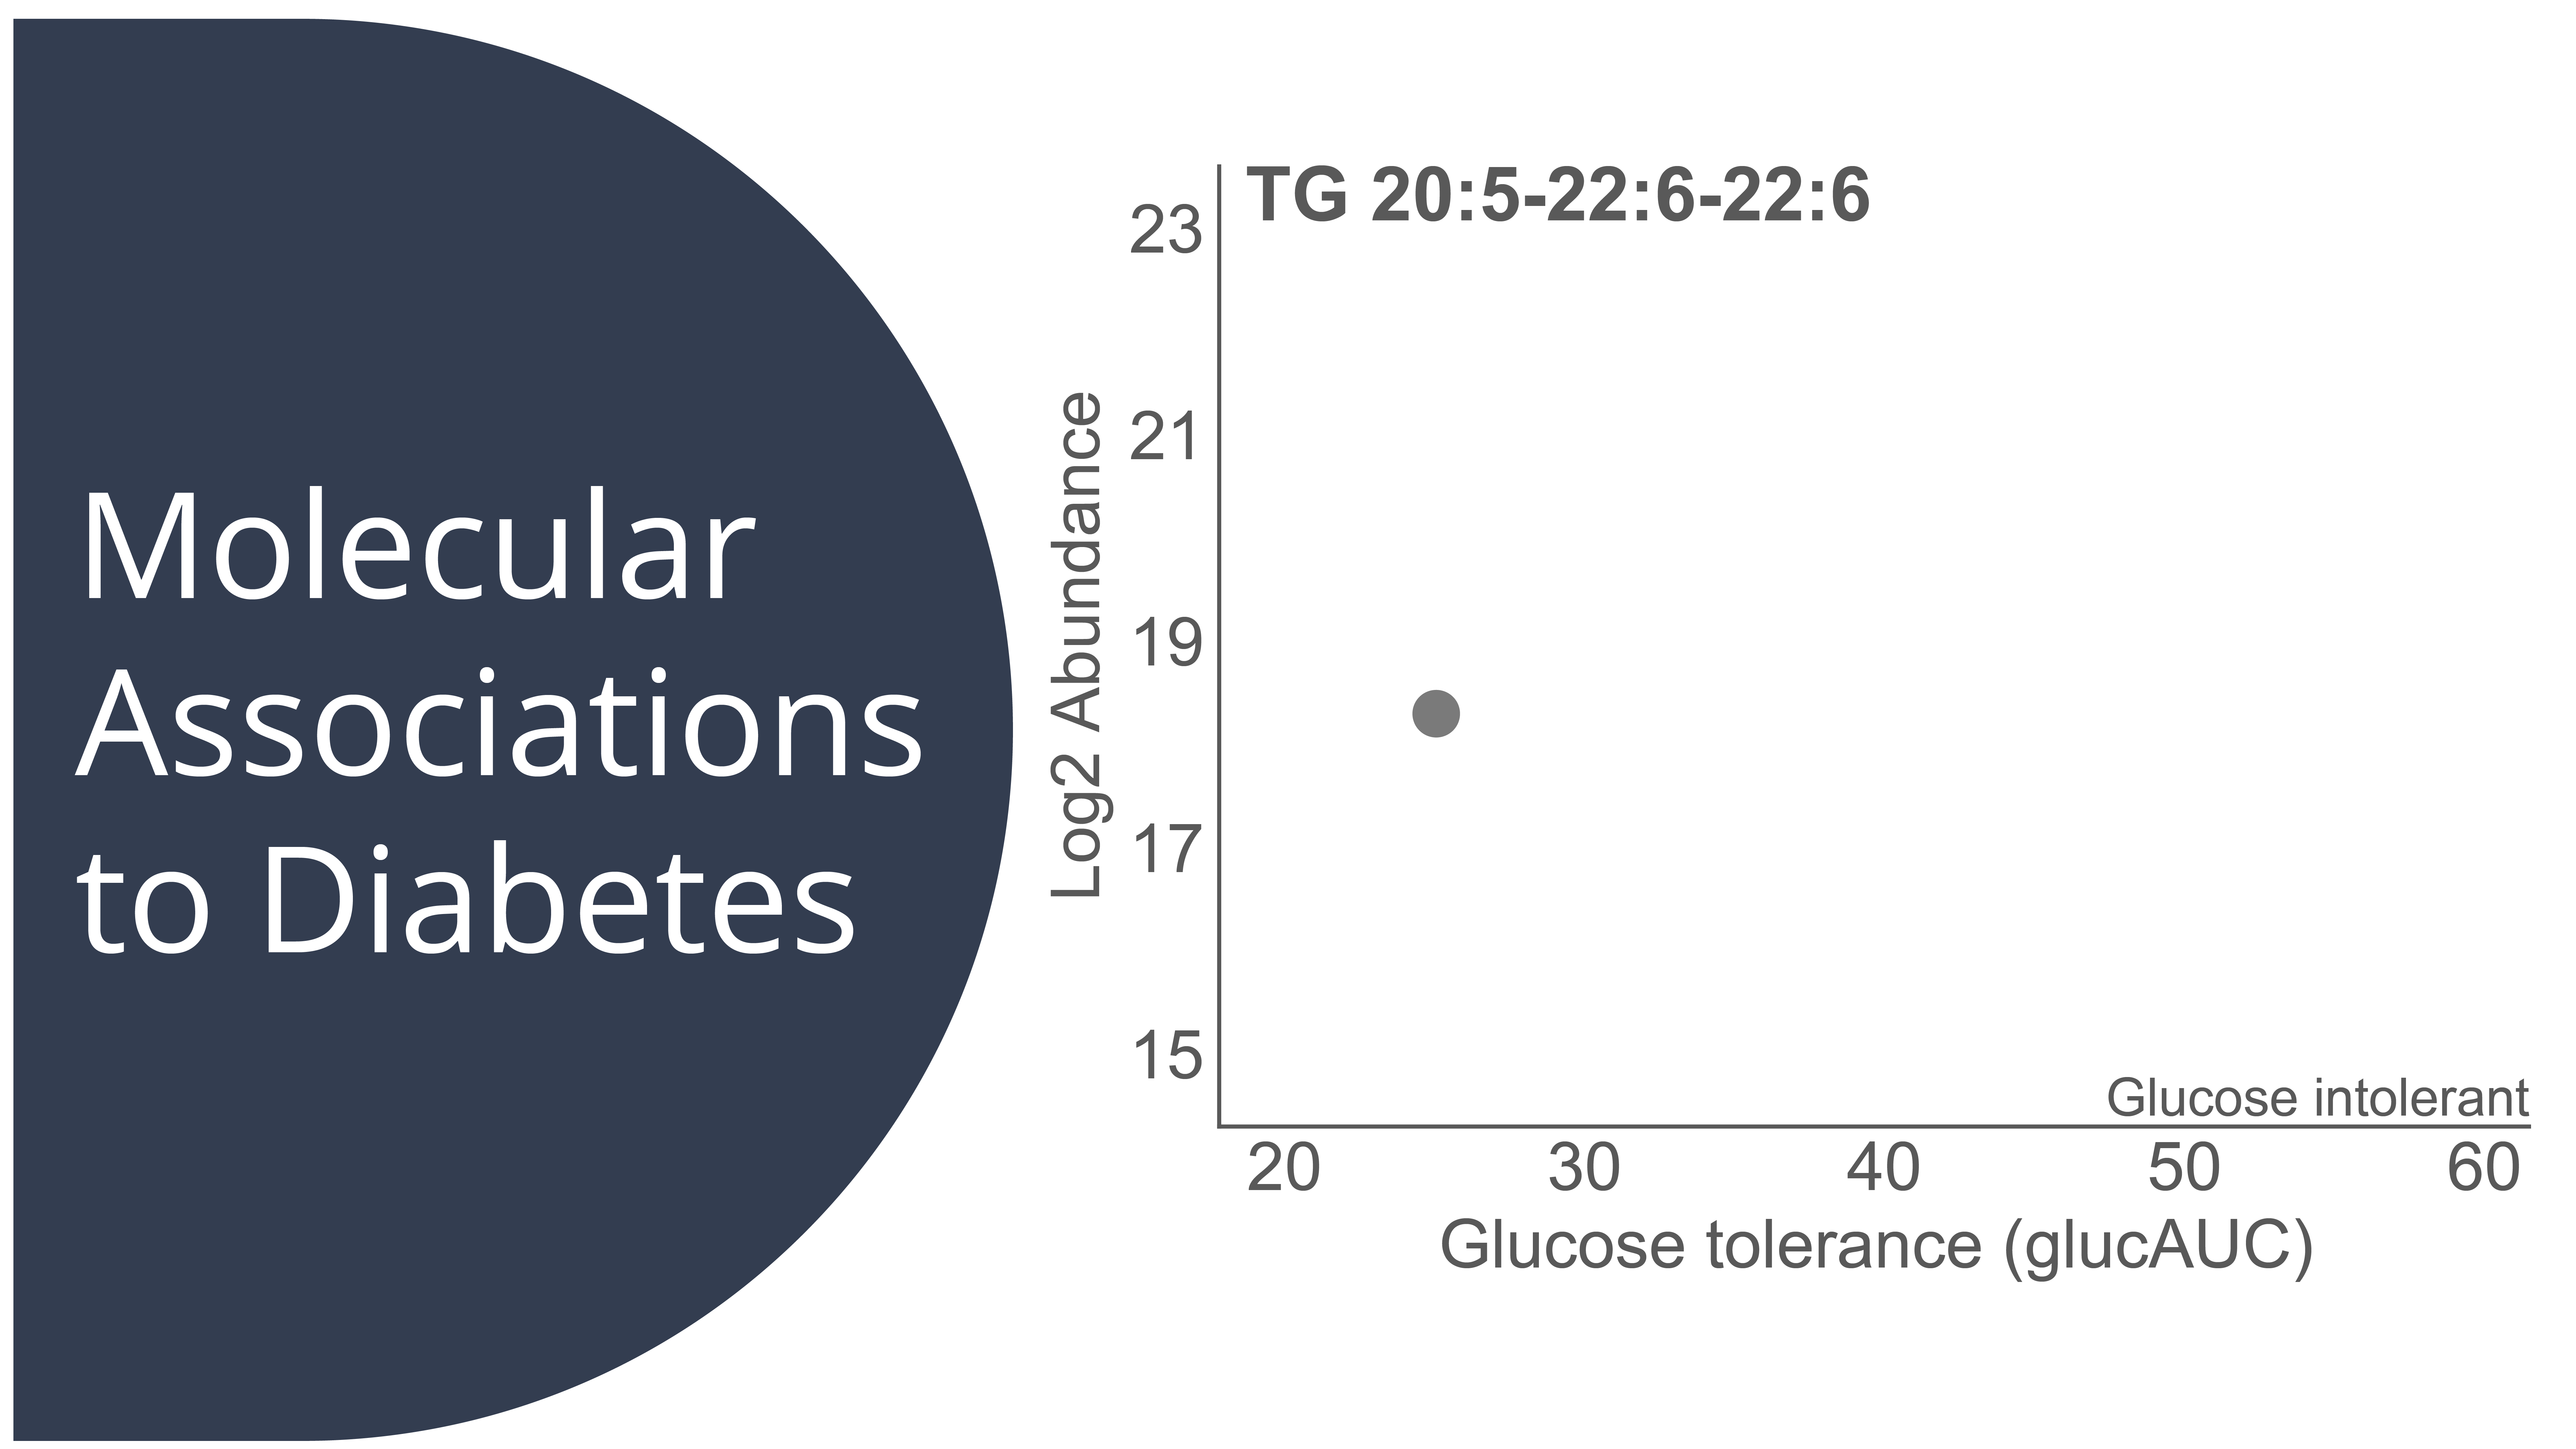 Molecular
Associations
to Diabetes
TG 20:5-22:6-22:6
Log2 Abundance
23
21
19
17
15
Glucose intolerant
20 30 40 50 60
Glucose tolerance (glucAUC)